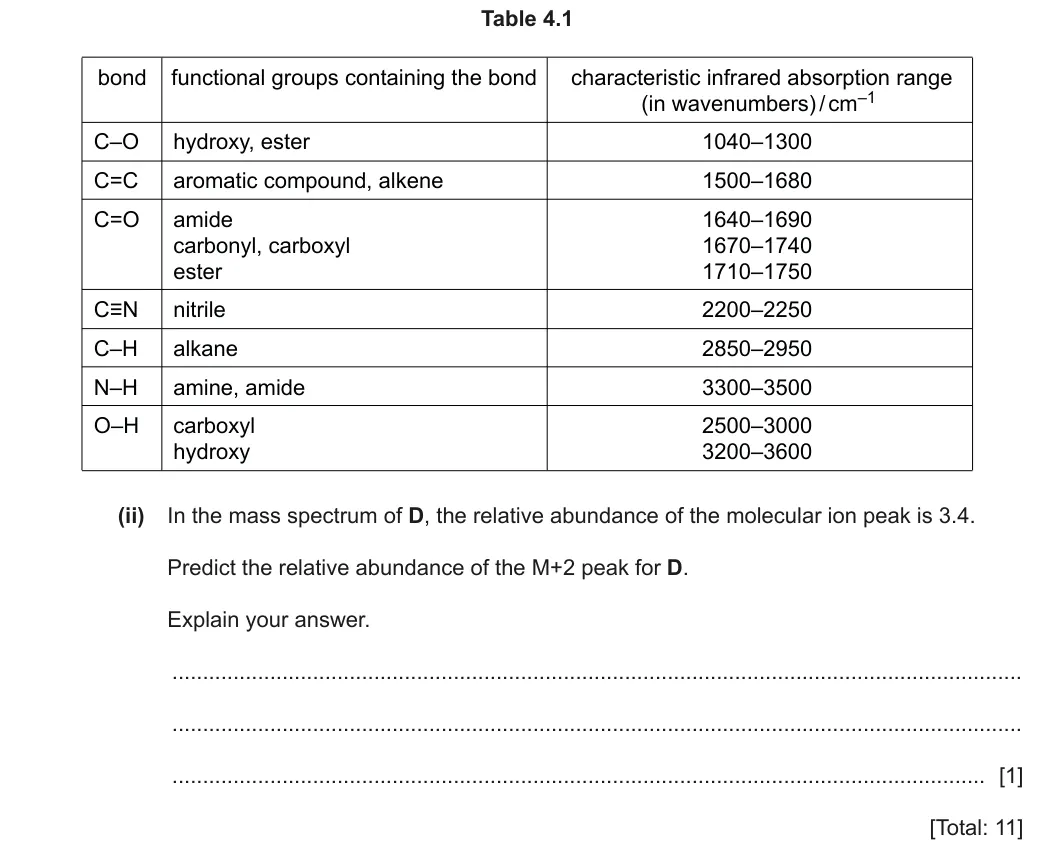 Table 4.1
bond functional groups containing the bond characteristic infrared absorption range
(in wavenumbers) / cm⁻¹
C–O hydroxy, ester 1040–1300
C=C aromatic compound, alkene 1500–1680
C=O amide 1640–1690
carbonyl, carboxyl 1670–1740
ester 1710–1750
C≡N nitrile 2200–2250
C–H alkane 2850–2950
N–H amine, amide 3300–3500
O–H carboxyl 2500–3000
hydroxy 3200–3600
(ii) In the mass spectrum of D, the relative abundance of the molecular ion peak is 3.4.
Predict the relative abundance of the M+2 peak for D.
Explain your answer.
[1]
[Total: 11]